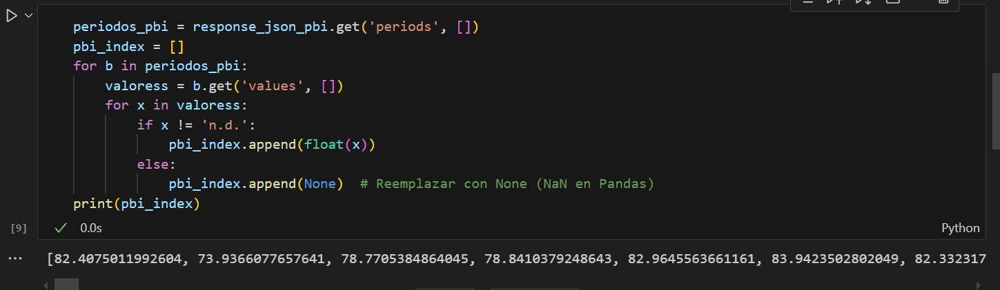 periodos_pbi = response_json_pbi.get('periods', [])
pbi_index = []
for b in periodos_pbi:
    valoress = b.get('values', [])
    for x in valoress:
        if x != 'n.d.':
            pbi_index.append(float(x))
        else:
            pbi_index.append(None)  # Reemplazar con None (NaN en Pandas)
print(pbi_index)
[9] 0.0s Python
[82.4075011992604, 73.9366077657641, 78.7705384864045, 78.8410379248643, 82.9645563661161, 83.9423502802049, 82.332317